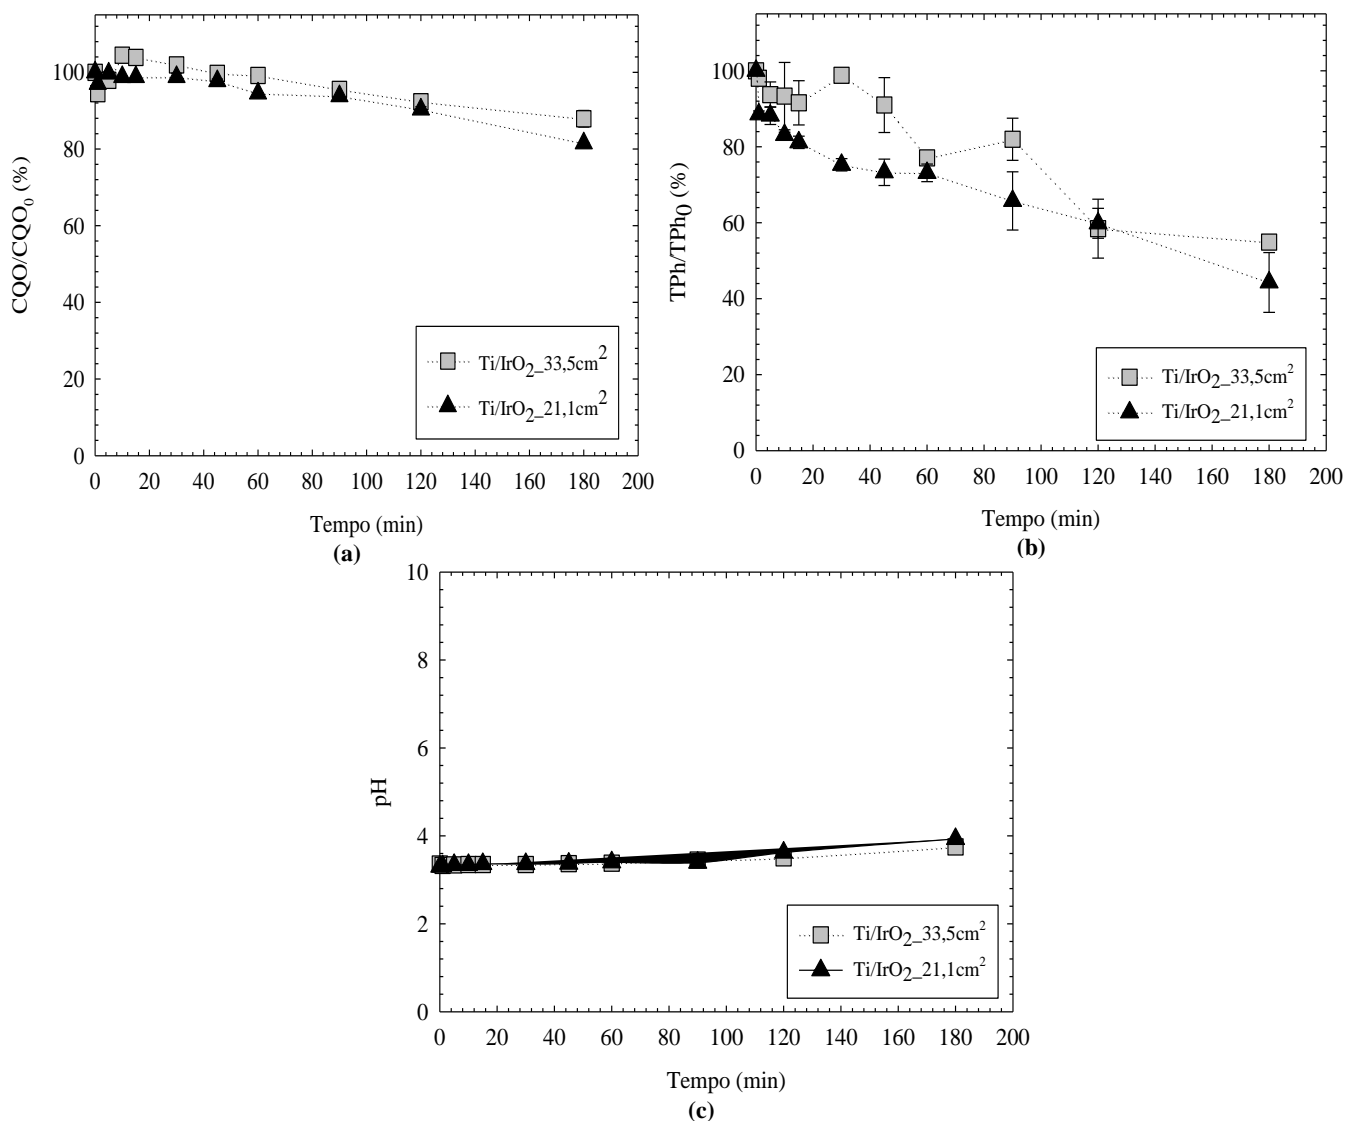 CQO/CQO0 (%)
100
80
60
40
20
0
Ti/IrO2_33,5cm2
Ti/IrO2_21,1cm2
0 20 40 60 80 100 120 140 160 180 200
Tempo (min)
(a)
TPh/TPh0 (%)
100
80
60
40
20
0
Ti/IrO2_33,5cm2
Ti/IrO2_21,1cm2
0 20 40 60 80 100 120 140 160 180 200
Tempo (min)
(b)
pH
10
8
6
4
2
0
Ti/IrO2_33,5cm2
Ti/IrO2_21,1cm2
0 20 40 60 80 100 120 140 160 180 200
Tempo (min)
(c)